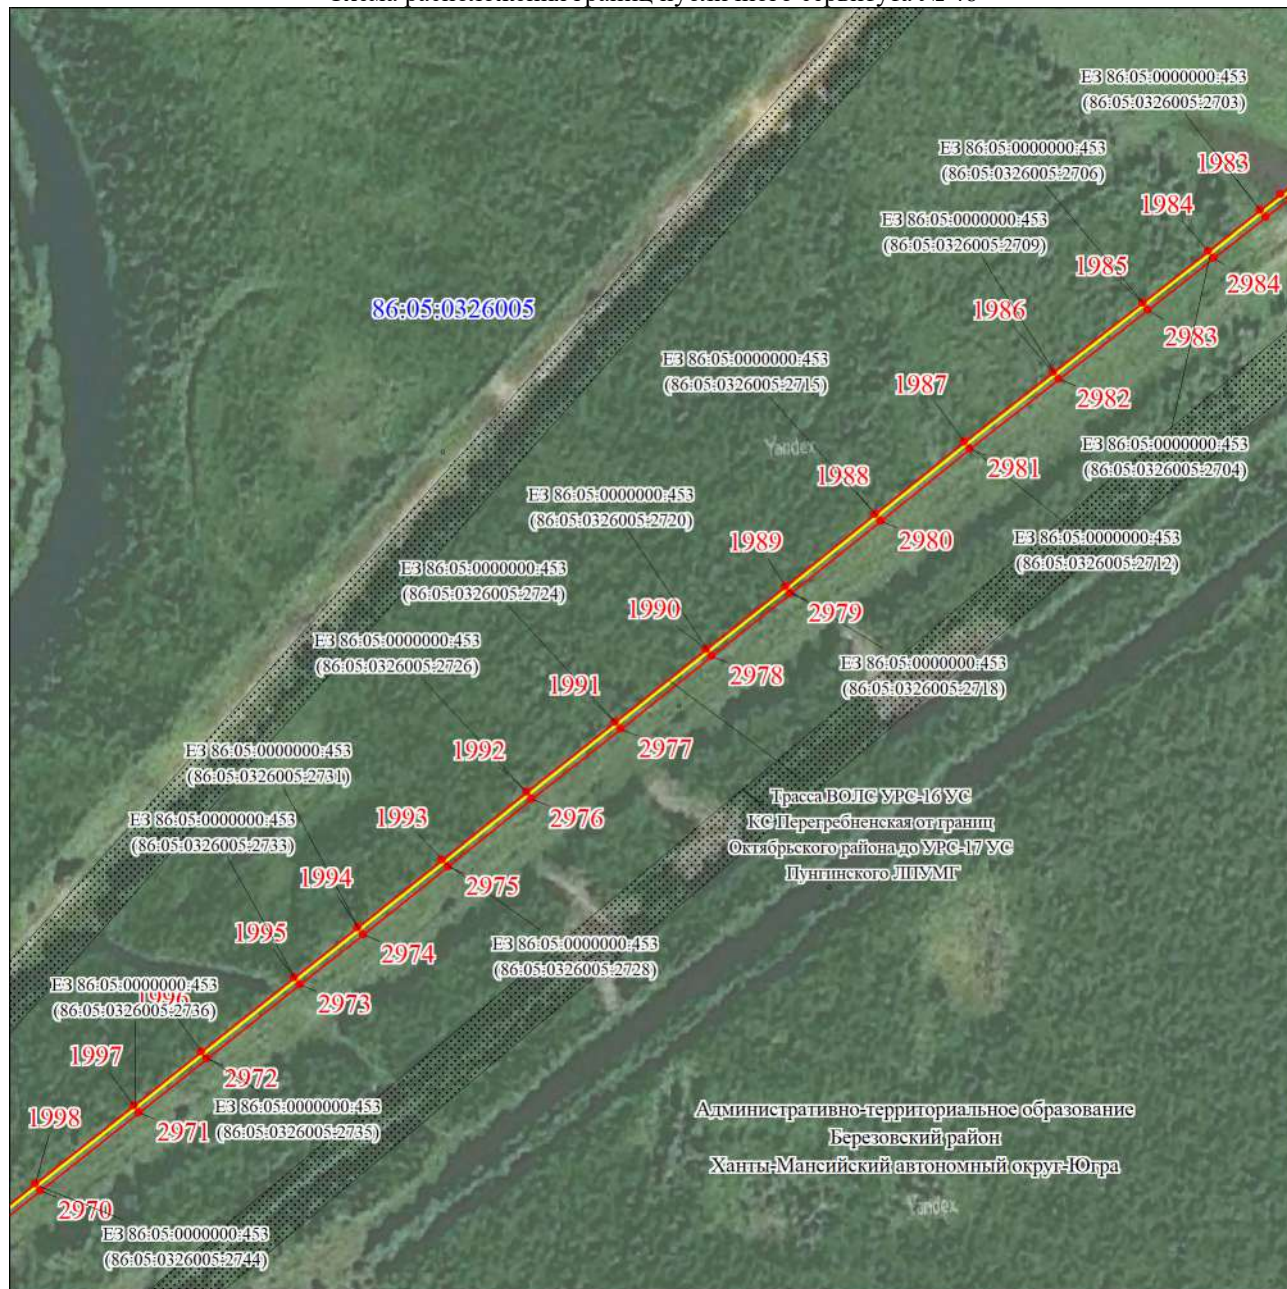 ЕЗ 86:05:0000000:453
(86:05:0326005:2703)
ЕЗ 86:05:0000000:453
(86:05:0326005:2706)
1983
1984
ЕЗ 86:05:0000000:453
(86:05:0326005:2709)
2984
1985
86:05:0326005
2983
1986
ЕЗ 86:05:0000000:453
(86:05:0326005:2715)
2982
1987
Yandex
ЕЗ 86:05:0000000:453
(86:05:0326005:2704)
2981
1988
ЕЗ 86:05:0000000:453
(86:05:0326005:2720)
2980
ЕЗ 86:05:0000000:453
(86:05:0326005:2712)
1989
ЕЗ 86:05:0000000:453
(86:05:0326005:2724)
2979
1990
ЕЗ 86:05:0000000:453
(86:05:0326005:2726)
2978
ЕЗ 86:05:0000000:453
(86:05:0326005:2718)
1991
2977
1992
ЕЗ 86:05:0000000:453
(86:05:0326005:2731)
Трасса ВОЛС УРС-16 УС
КС Перегребненская от границ
Октябрьского района до УРС-17 УС
Пунгинского ЛПУМГ
2976
ЕЗ 86:05:0000000:453
(86:05:0326005:2733)
1993
2975
1994
ЕЗ 86:05:0000000:453
(86:05:0326005:2728)
2974
1995
ЕЗ 86:05:0000000:453
(86:05:0326005:2736)
1996
2973
1997
2972
ЕЗ 86:05:0000000:453
(86:05:0326005:2735)
1998
2971
Административно-территориальное образование
Березовский район
Ханты-Мансийский автономный округ-Югра
2970
Yandex
ЕЗ 86:05:0000000:453
(86:05:0326005:2744)